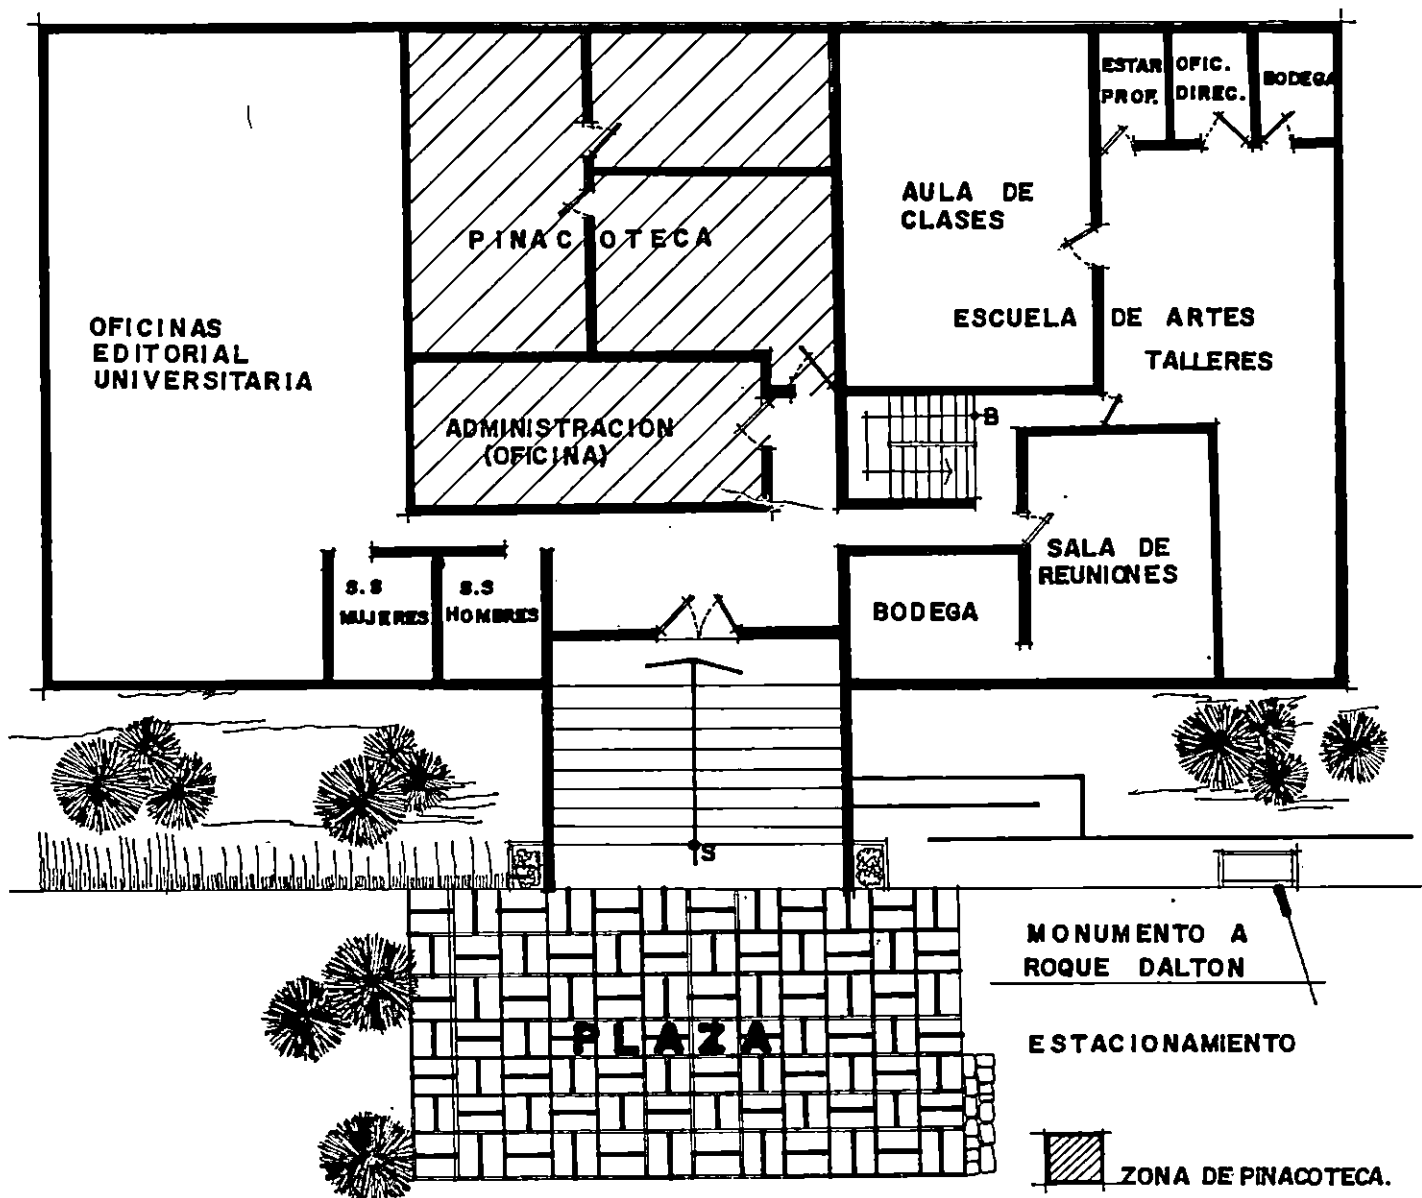 ESTAR
PROF.
OFIC.
DIREC.
BODEGA
AULA DE
CLASES
PINACOTECA
OFICINAS
EDITORIAL
UNIVERSITARIA
ESCUELA DE ARTES
TALLERES
ADMINISTRACION
(OFICINA)
B
SALA DE
REUNIONES
S.S
MUJERES
S.S
HOMBRES
BODEGA
S
MONUMENTO A
ROQUE DALTON
PLAZA
ESTACIONAMIENTO
ZONA DE PINACOTECA.